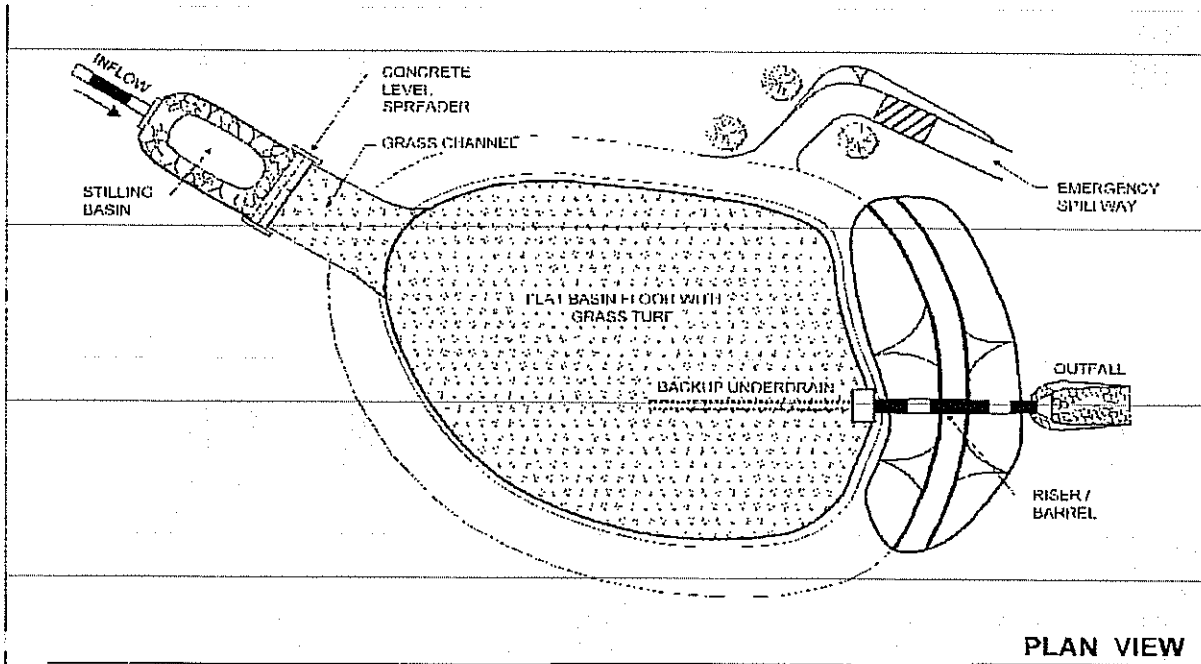 INFLOW
CONCRETE
LEVEL
SPREADER
GRASS CHANNEL
STILLING
BASIN
EMERGENCY
SPILLWAY
FLAT BASIN FLOOR WITH
GRASS TURF
BACKUP UNDERDRAIN
OUTFALL
RISER /
BARREL
PLAN VIEW